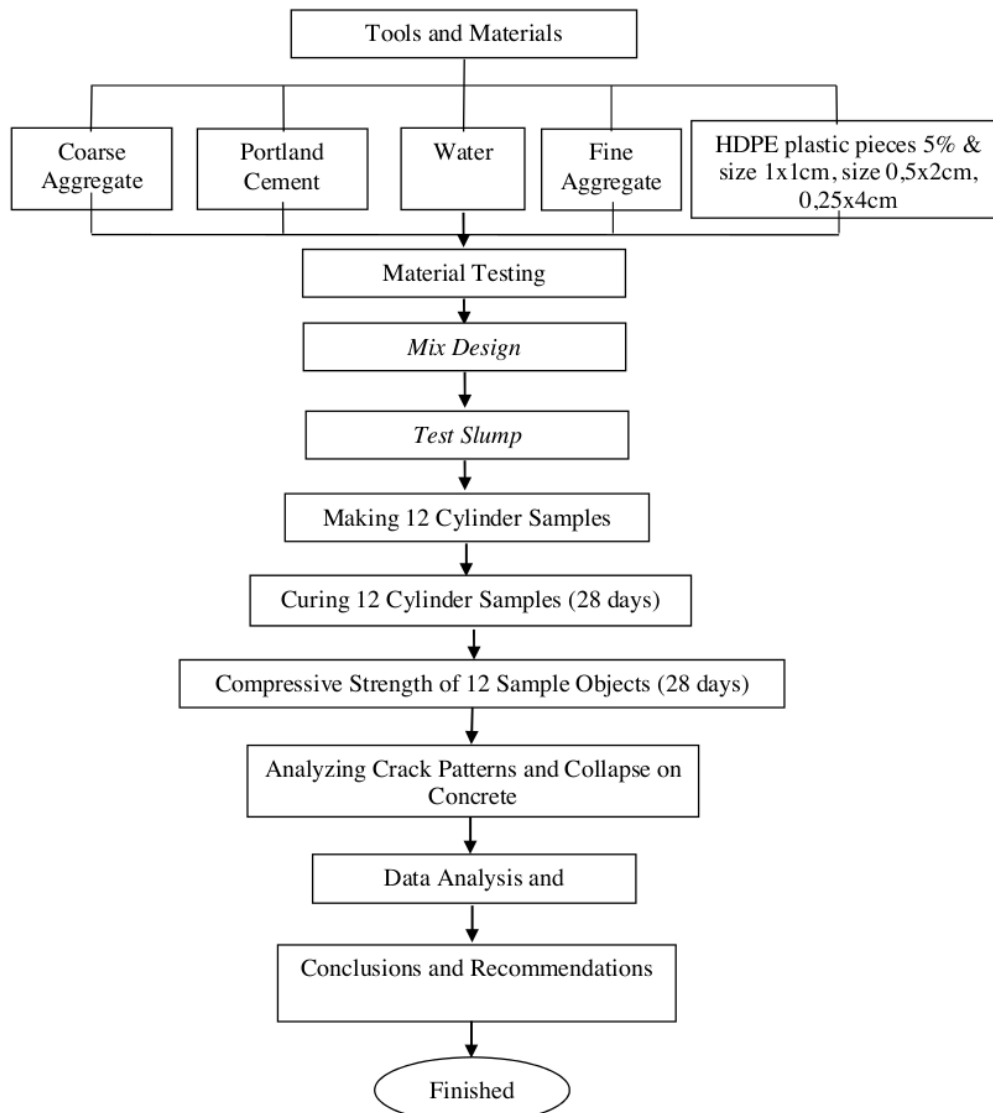 Tools and Materials
Coarse
Aggregate
Portland
Cement
Water
Fine
Aggregate
HDPE plastic pieces 5% &
size 1x1cm, size 0,5x2cm,
0,25x4cm
Material Testing
Mix Design
Test Slump
Making 12 Cylinder Samples
Curing 12 Cylinder Samples (28 days)
Compressive Strength of 12 Sample Objects (28 days)
Analyzing Crack Patterns and Collapse on
Concrete
Data Analysis and
Conclusions and Recommendations
Finished